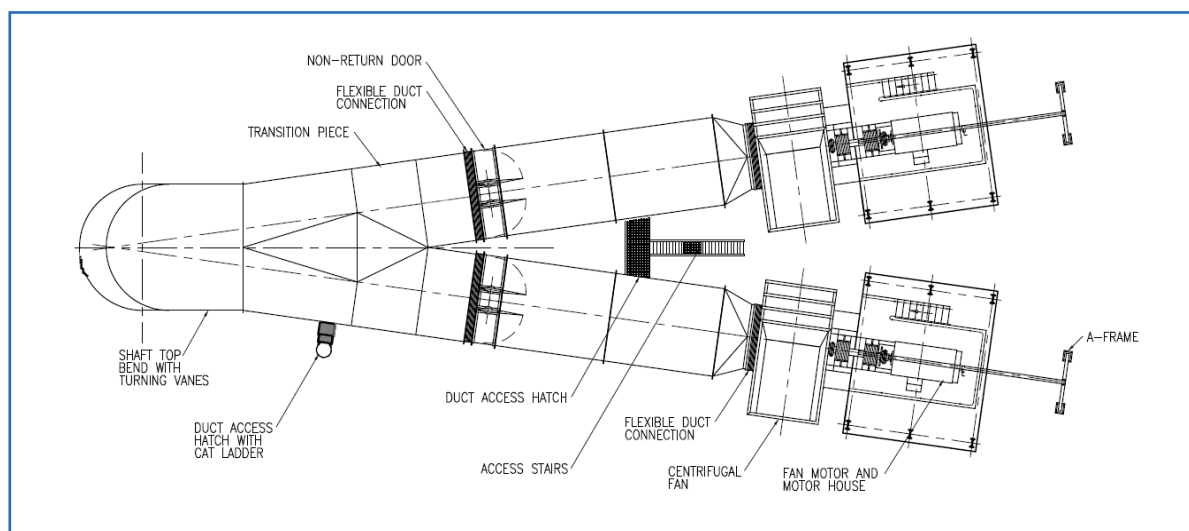 NON-RETURN DOOR
FLEXIBLE DUCT
CONNECTION
TRANSITION PIECE
SHAFT TOP
BEND WITH
TURNING VANES
DUCT ACCESS
HATCH WITH
CAT LADDER
DUCT ACCESS HATCH
ACCESS STAIRS
FLEXIBLE DUCT
CONNECTION
CENTRIFUGAL
FAN
FAN MOTOR AND
MOTOR HOUSE
A-FRAME